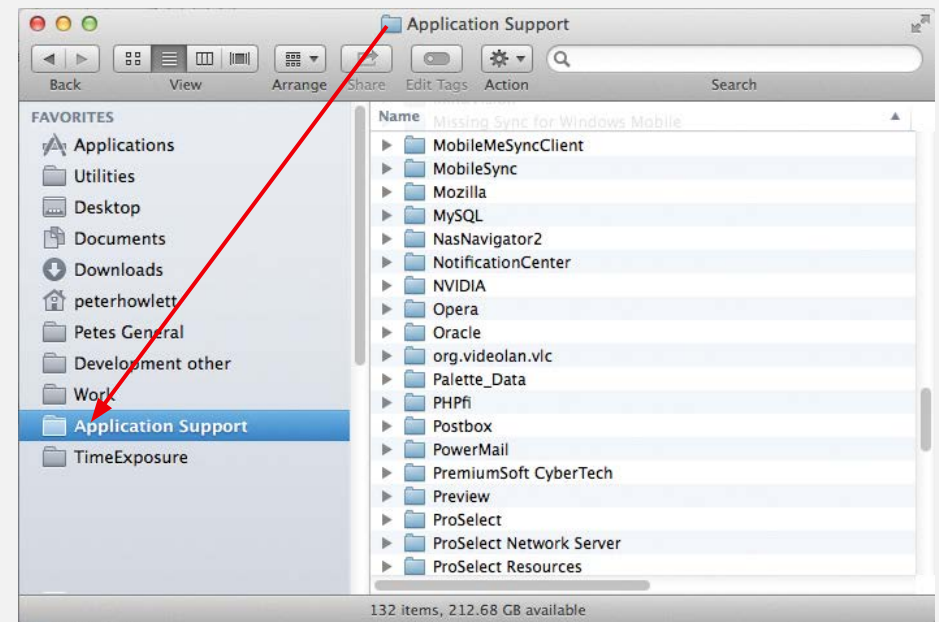 Application Support
Back View Arrange Share Edit Tags Action Search
FAVORITES
Applications
Utilities
Desktop
Documents
Downloads
peterhowlett
Petes General
Development other
Work
Application Support
TimeExposure
Name
Missing Sync for Windows Mobile
MobileMeSyncClient
MobileSync
Mozilla
MySQL
NasNavigator2
NotificationCenter
NVIDIA
Opera
Oracle
org.videolan.vlc
Palette_Data
PHPfi
Postbox
PowerMail
PremiumSoft CyberTech
Preview
ProSelect
ProSelect Network Server
ProSelect Resources
132 items, 212.68 GB available